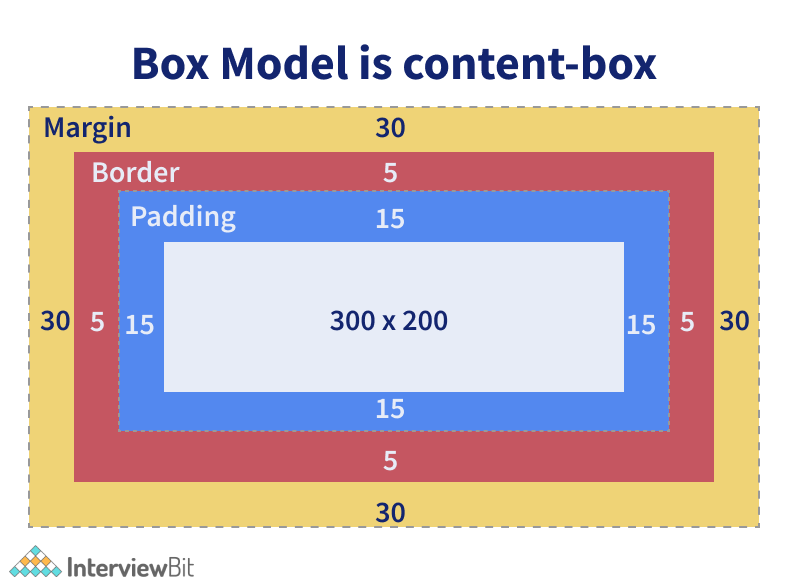 Box Model is content-box
Margin 30
Border 5
Padding 15
30 5 15 300 x 200 15 5 30
15
5
30
InterviewBit